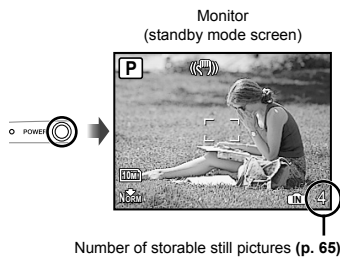 Monitor
(standby mode screen)
P
POWER
10M
NORM
IN 4
Number of storable still pictures (p. 65)